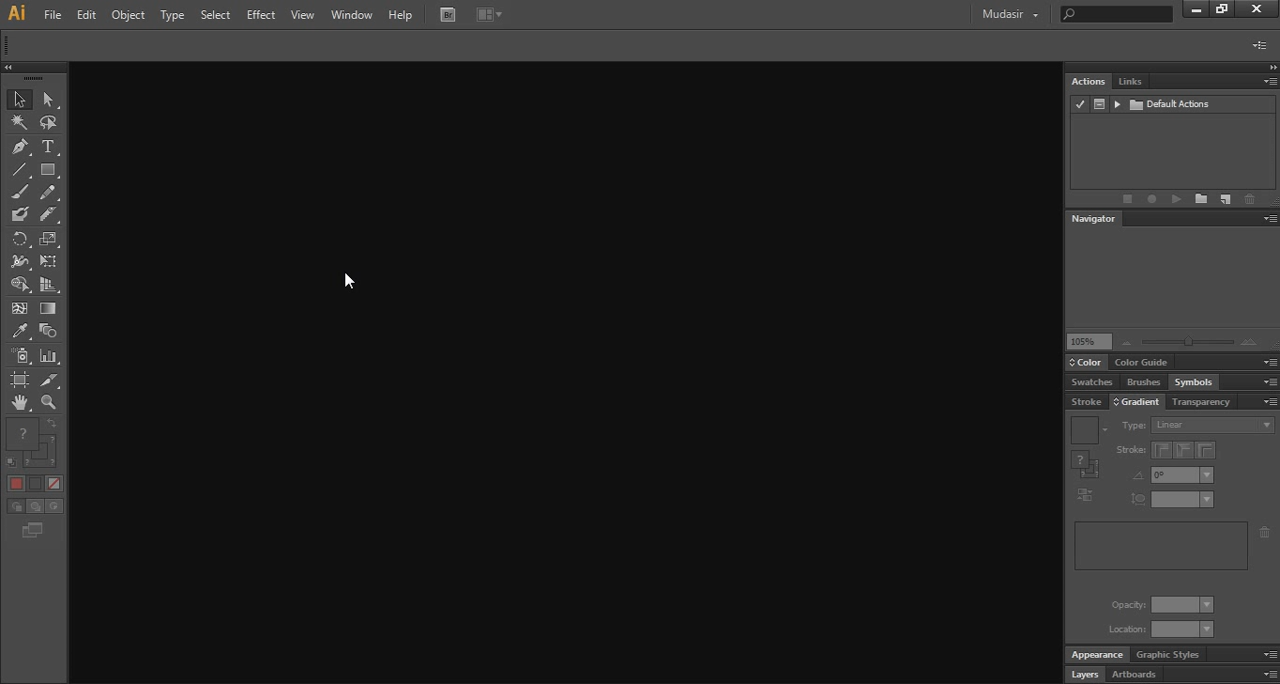 Ai File Edit Object Type Select Effect View Window Help Br Mudasir
Actions Links
Default Actions
Navigator
105%
Color Color Guide
Swatches Brushes Symbols
Stroke Gradient Transparency
Type: Linear
Stroke:
0°
Opacity:
Location:
Appearance Graphic Styles
Layers Artboards
T
?
?
? ?
?